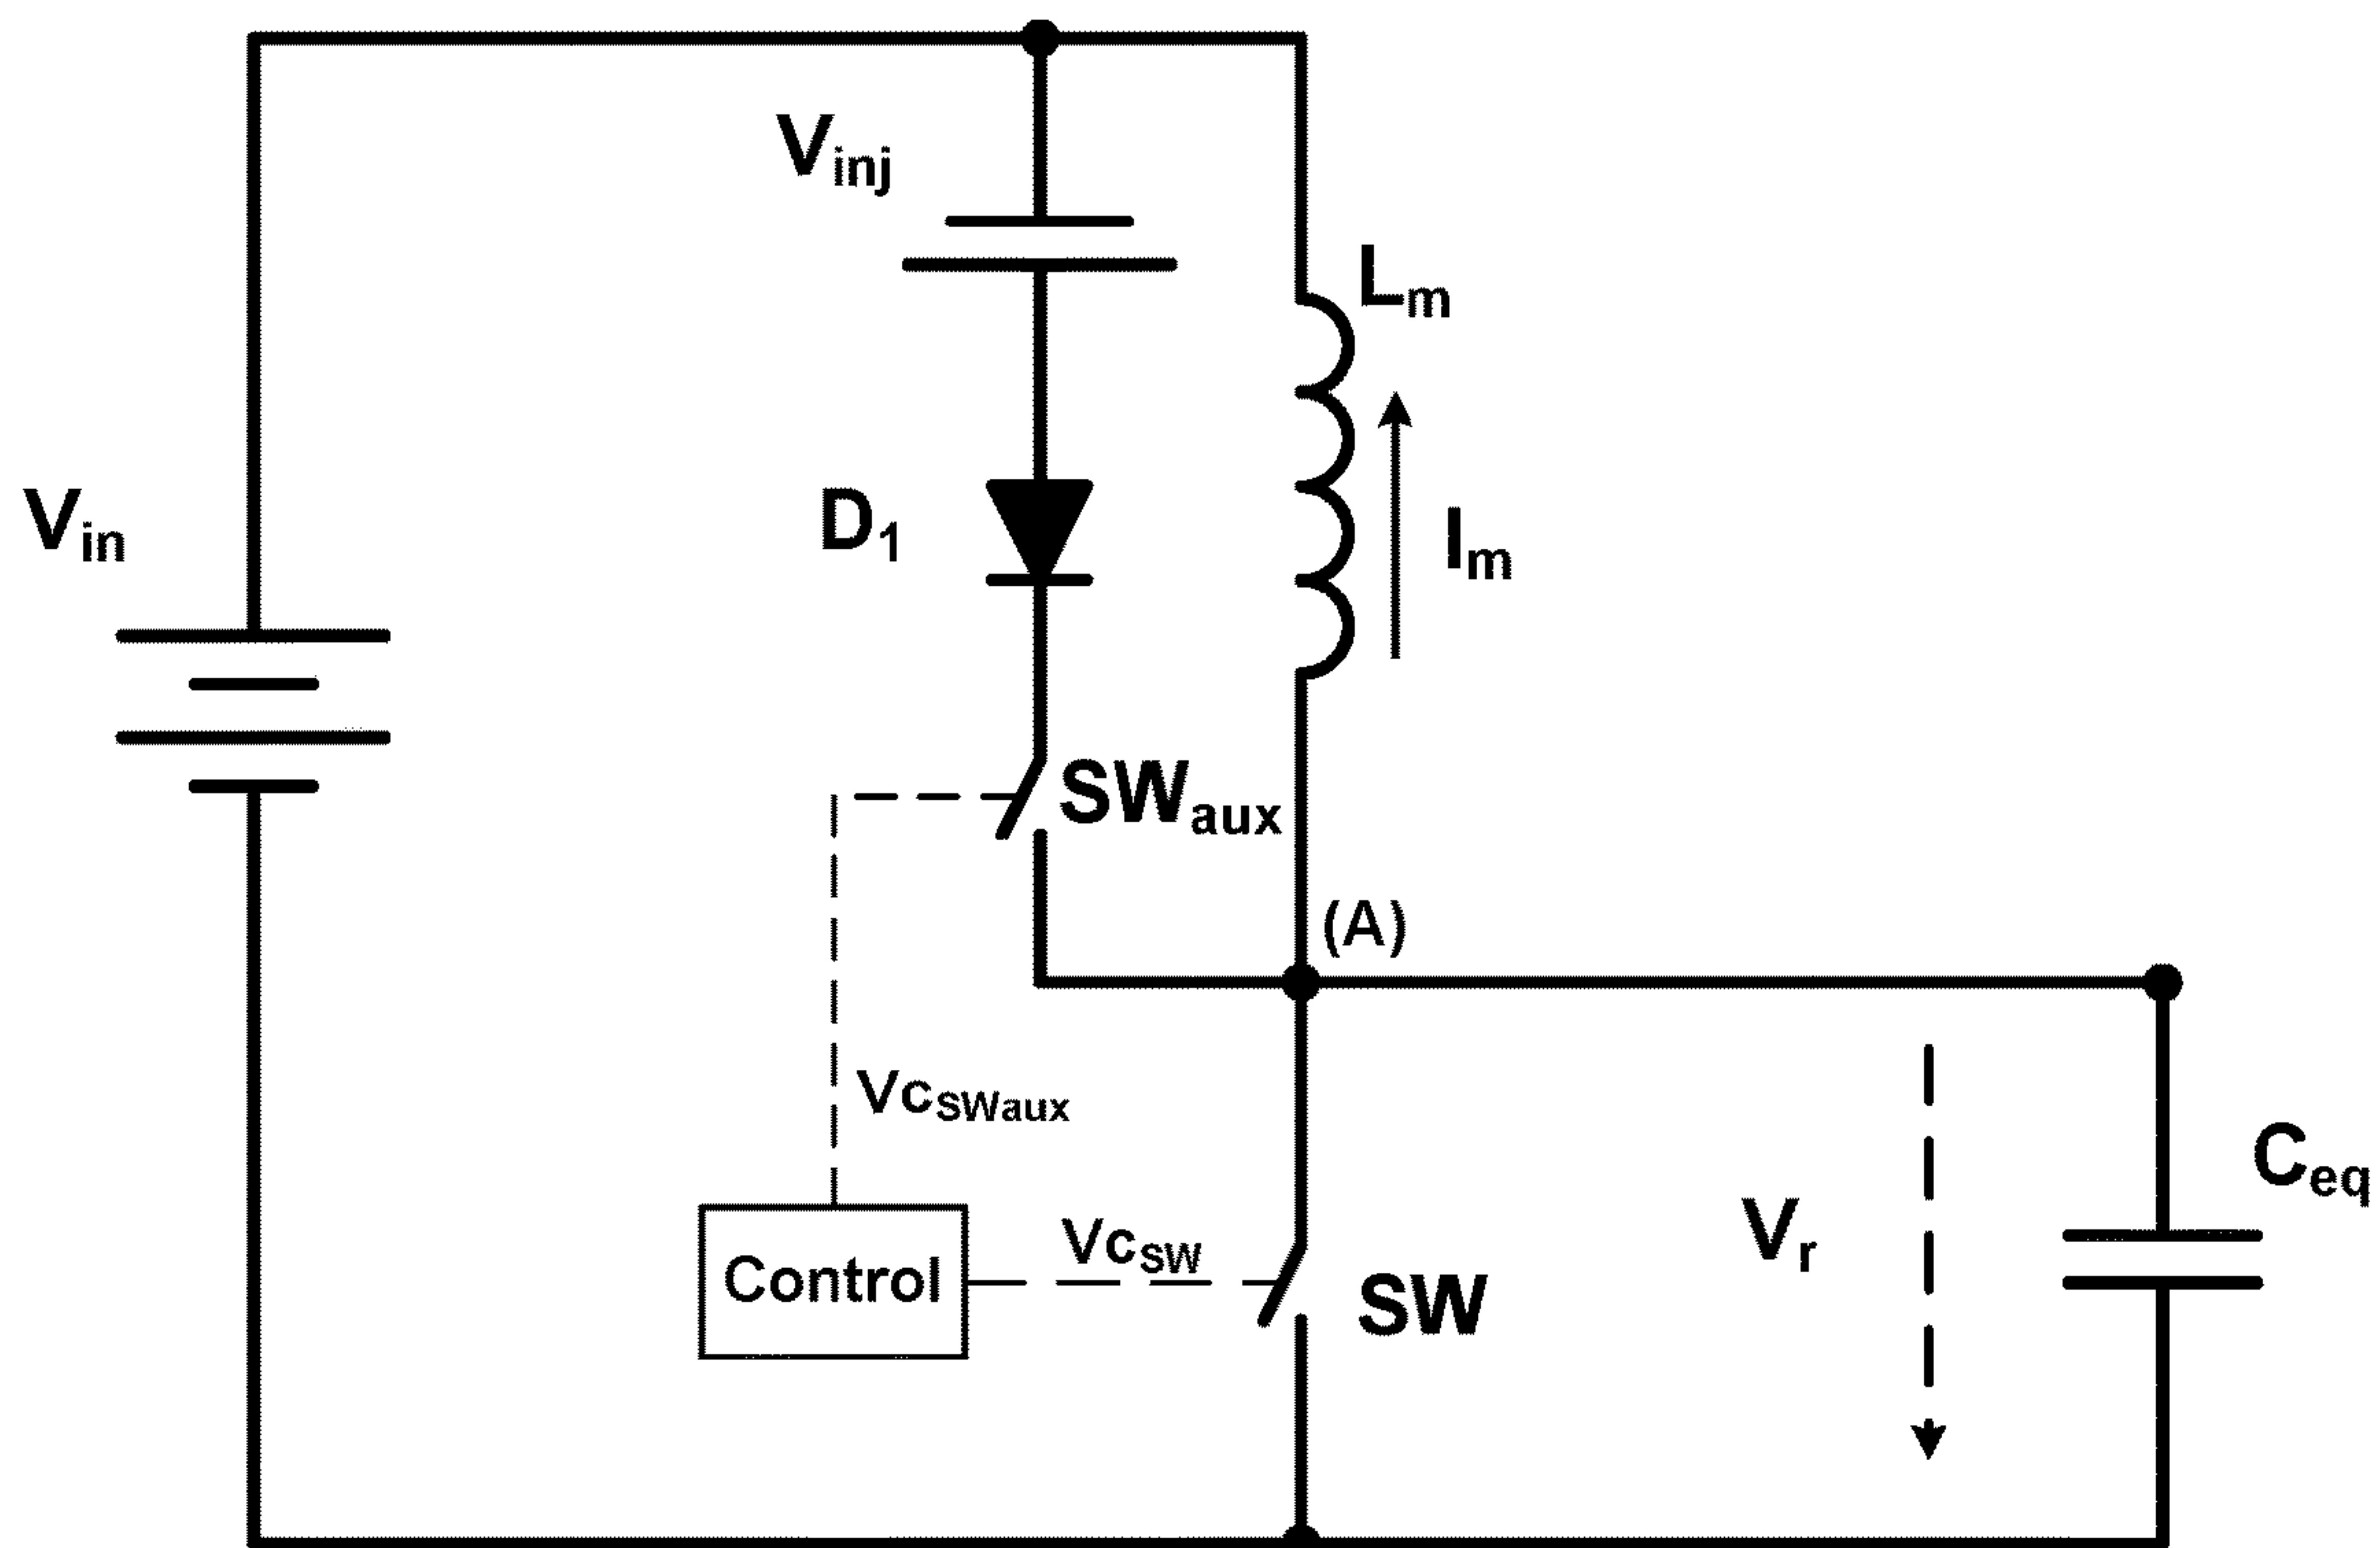 Vinj
Lm
Vin
D1
Im
SWaux
(A)
VcSWaux
Ceq
Vr
VcSW
Control
SW